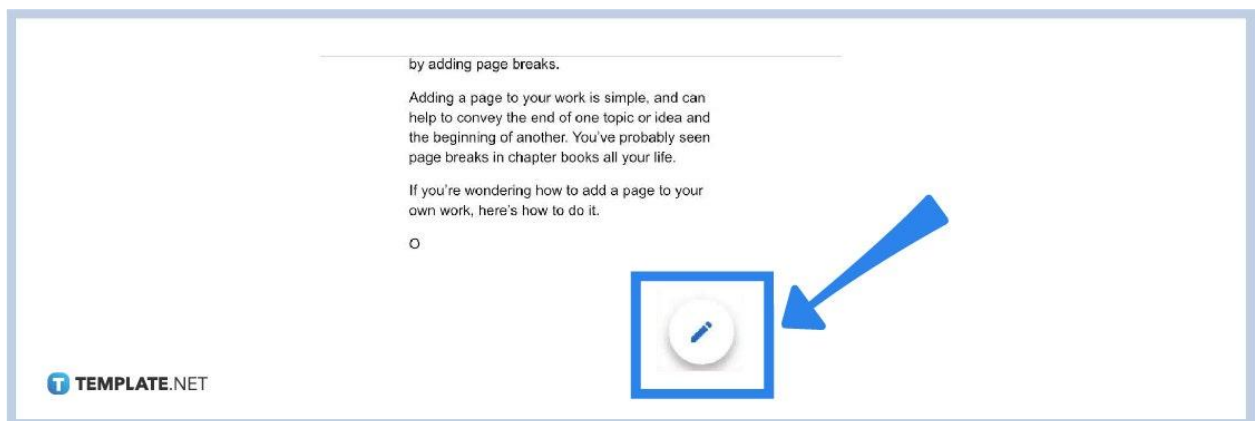 by adding page breaks.
Adding a page to your work is simple, and can
help to convey the end of one topic or idea and
the beginning of another. You've probably seen
page breaks in chapter books all your life.
If you're wondering how to add a page to your
own work, here's how to do it.
O
T TEMPLATE.NET